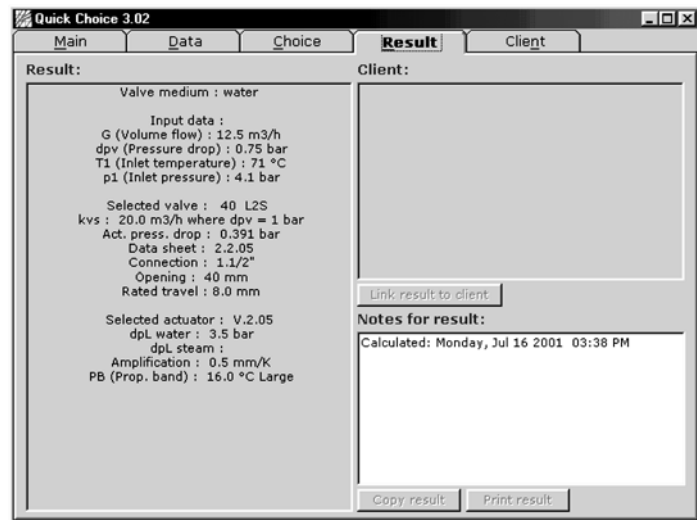 Quick Choice 3.02
Main Data Choice Result Client
Result:
Valve medium : water
Input data :
G (Volume flow) : 12.5 m3/h
dpv (Pressure drop) : 0.75 bar
T1 (Inlet temperature) : 71 °C
p1 (Inlet pressure) : 4.1 bar
Selected valve : 40 L2S
kvs : 20.0 m3/h where dpv = 1 bar
Act. press. drop : 0.391 bar
Data sheet : 2.2.05
Connection : 1.1/2"
Opening : 40 mm
Rated travel : 8.0 mm
Selected actuator : V.2.05
dpL water : 3.5 bar
dpL steam :
Amplification : 0.5 mm/K
PB (Prop. band) : 16.0 °C Large
Client:
Link result to client
Notes for result:
Calculated: Monday, Jul 16 2001 03:38 PM
Copy result Print result